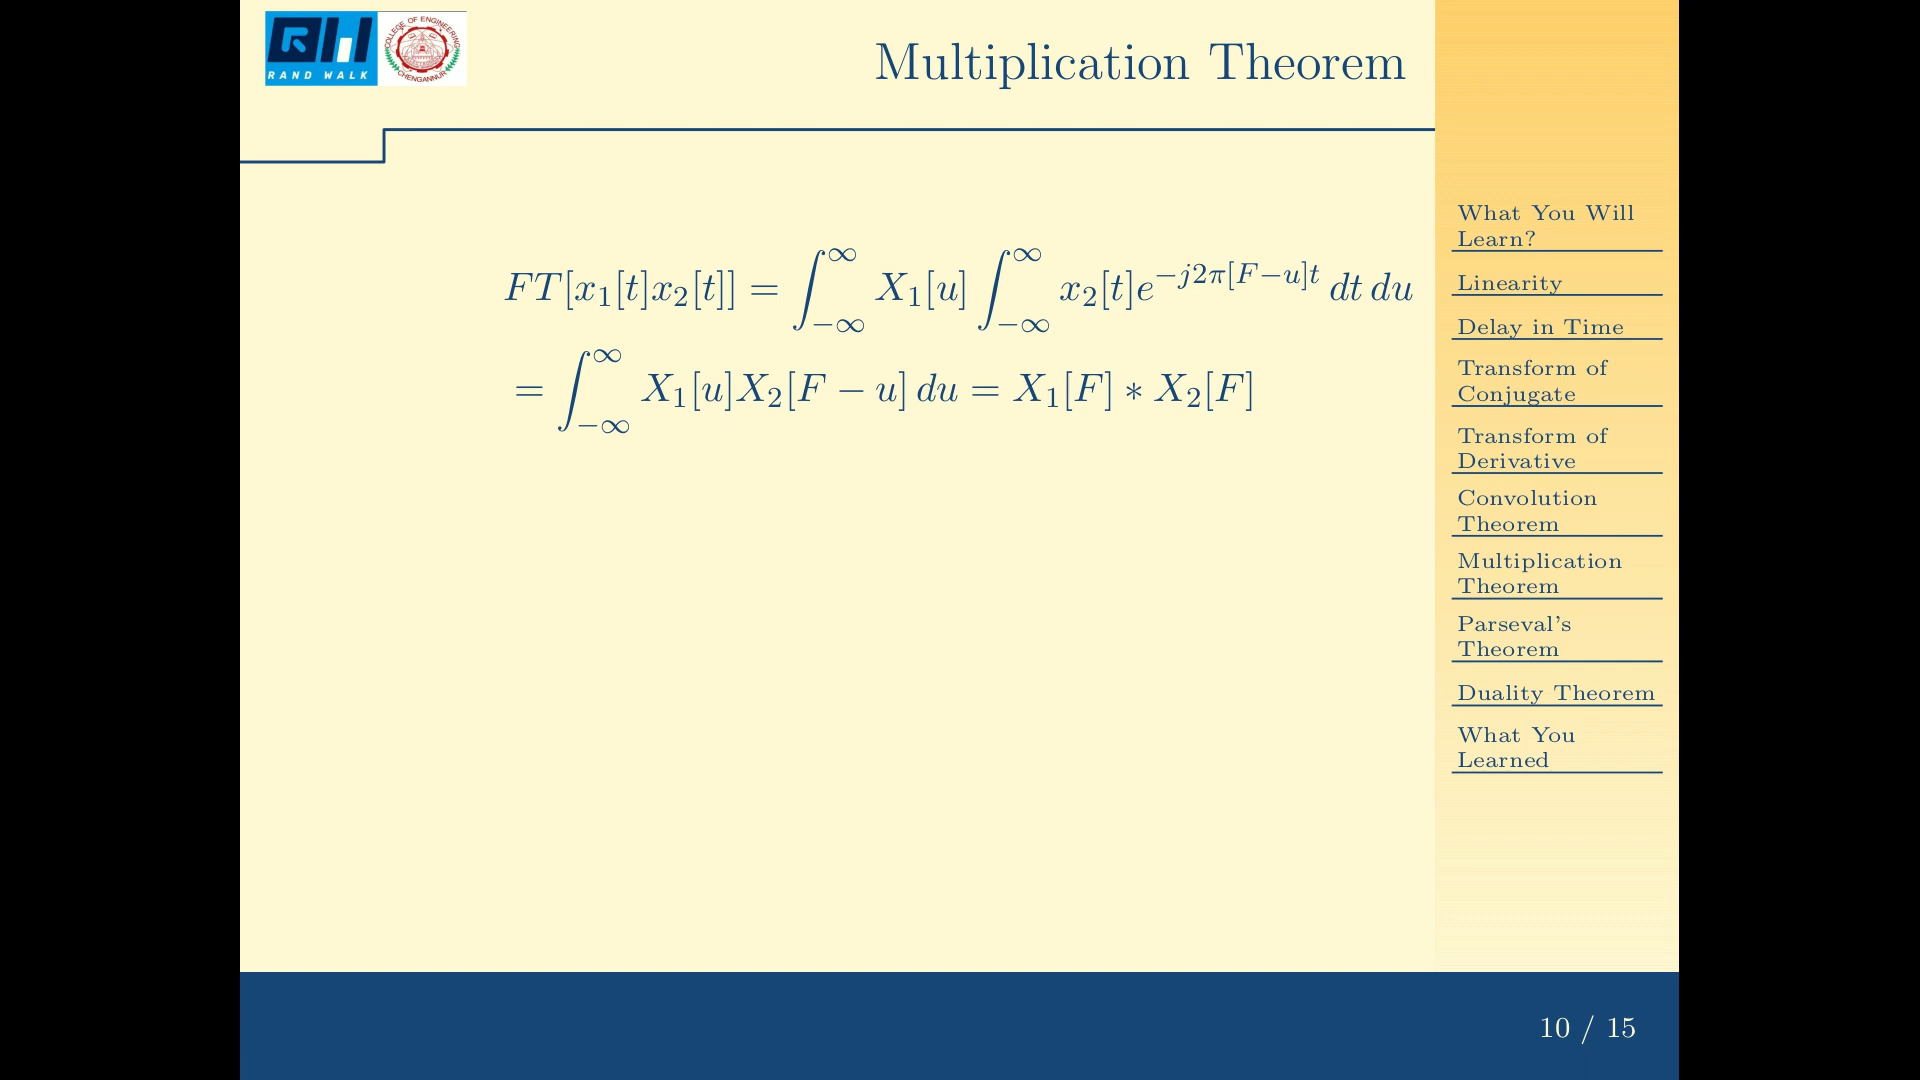 RAND WALK
COLLEGE OF ENGINEERING
CHENGANNUR
Multiplication Theorem
FT[x₁[t]x₂[t]] = ∫_{-∞}^{∞} X₁[u] ∫_{-∞}^{∞} x₂[t]e^{-j2π[F-u]t} dt du
= ∫_{-∞}^{∞} X₁[u]X₂[F − u] du = X₁[F] ∗ X₂[F]
What You Will
Learn?
Linearity
Delay in Time
Transform of
Conjugate
Transform of
Derivative
Convolution
Theorem
Multiplication
Theorem
Parseval's
Theorem
Duality Theorem
What You
Learned
10 / 15